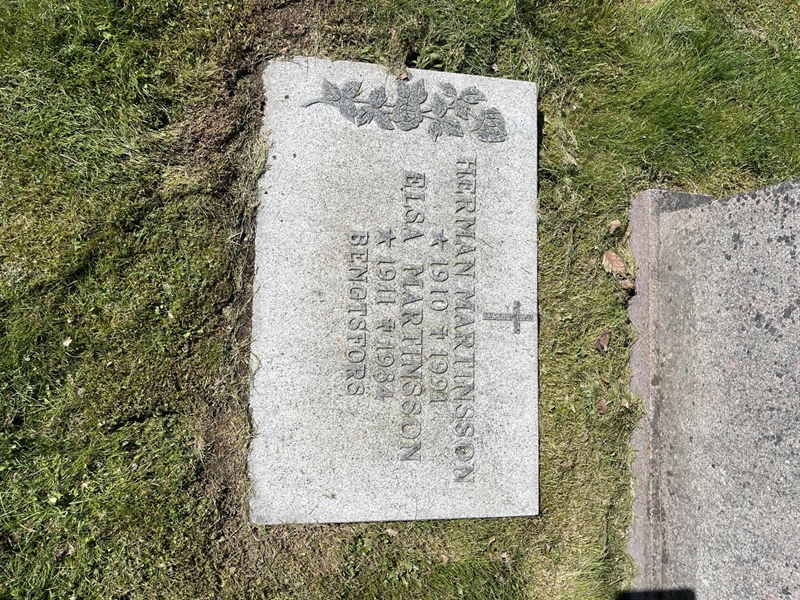 HERMAN MARTINSSON
★ 1910 ✝ 1991
ELSA MARTINSSON
★ 1911 ✝ 1984
BENGTSFORS